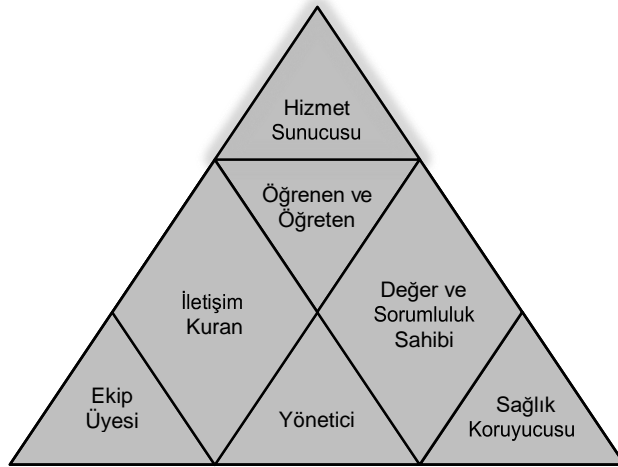 Hizmet
Sunucusu
Öğrenen ve
Öğreten
İletişim
Kuran
Değer ve
Sorumluluk
Sahibi
Ekip
Üyesi
Yönetici
Sağlık
Koruyucusu